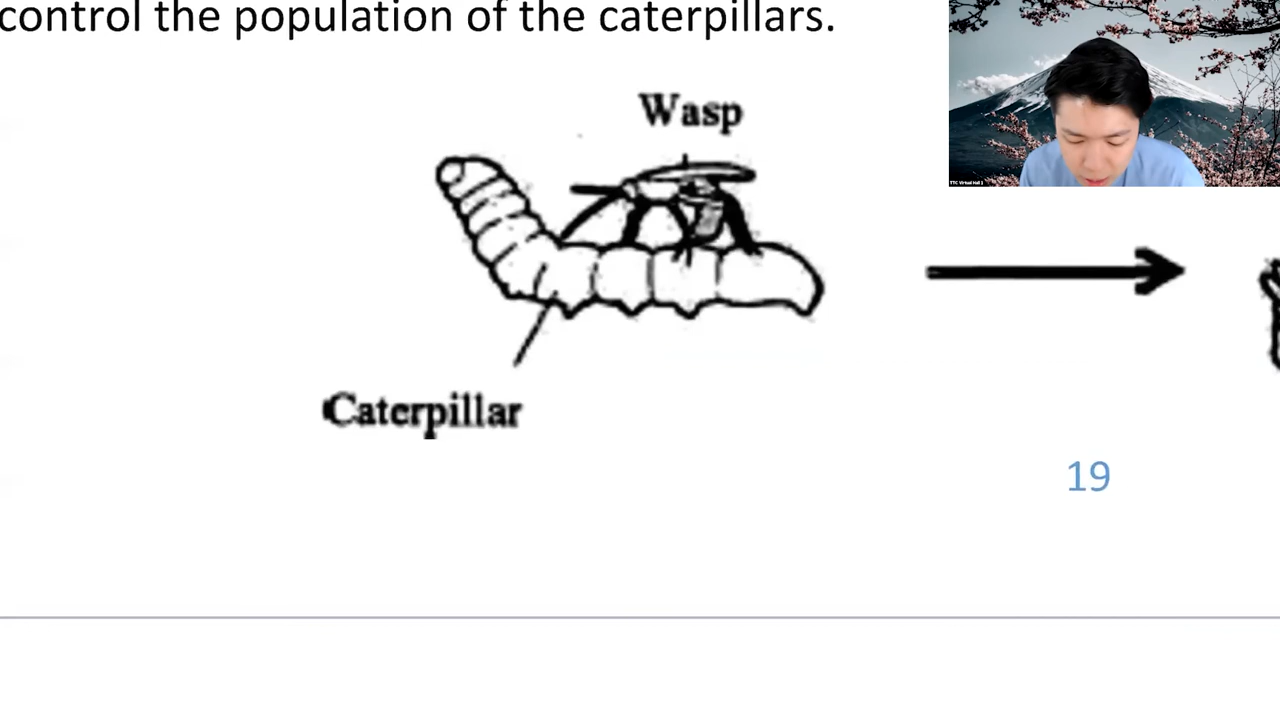 control the population of the caterpillars.
Wasp
Caterpillar
19